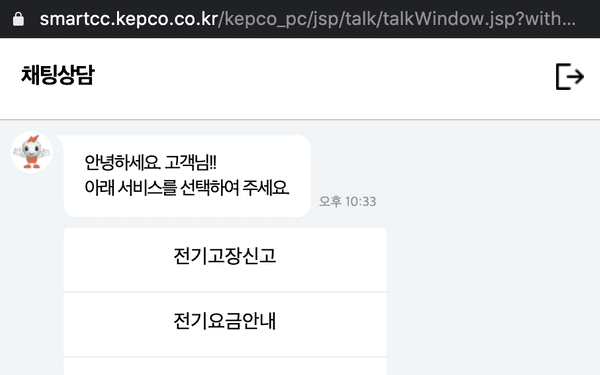 smartcc.kepco.co.kr/kepco_pc/jsp/talk/talkWindow.jsp?with...
채팅상담
안녕하세요. 고객님!!
아래 서비스를 선택하여 주세요.
오후 10:33
전기고장신고
전기요금안내